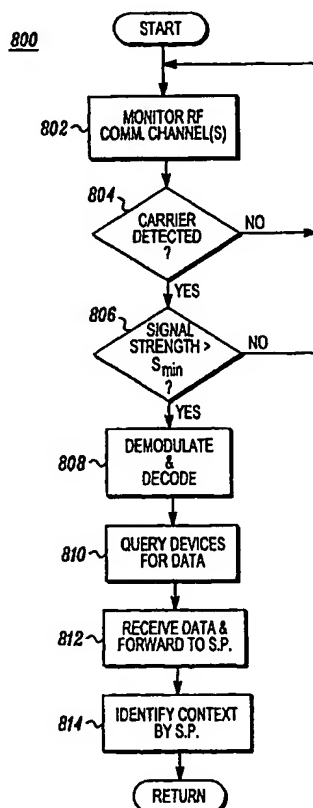 800
START
802
MONITOR RF
COMM. CHANNEL(S)
804
CARRIER
DETECTED
?
NO
YES
806
SIGNAL
STRENGTH >
Smin
?
NO
YES
808
DEMODULATE
&
DECODE
810
QUERY DEVICES
FOR DATA
812
RECEIVE DATA &
FORWARD TO S.P.
814
IDENTIFY CONTEXT
BY S.P.
RETURN